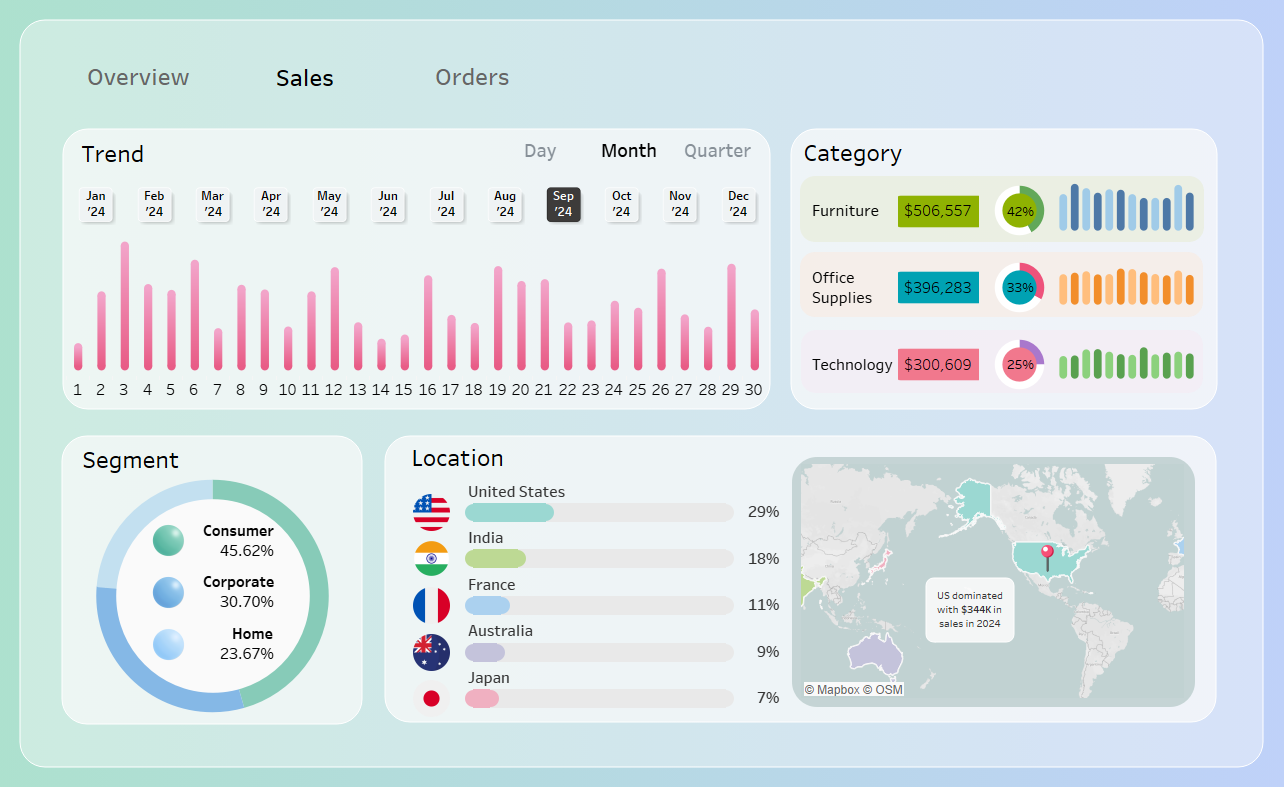 Overview Sales Orders
Trend
Day Month Quarter
Jan Feb Mar Apr May Jun Jul Aug Sep Oct Nov Dec
'24 '24 '24 '24 '24 '24 '24 '24 '24 '24 '24 '24
1 2 3 4 5 6 7 8 9 10 11 12 13 14 15 16 17 18 19 20 21 22 23 24 25 26 27 28 29 30
Category
Furniture $506,557 42%
Office
Supplies $396,283 33%
Technology $300,609 25%
Segment
Consumer
45.62%
Corporate
30.70%
Home
23.67%
Location
United States
29%
India
18%
France
11%
Australia
9%
Japan
7%
US dominated
with $344K in
sales in 2024
© Mapbox © OSM